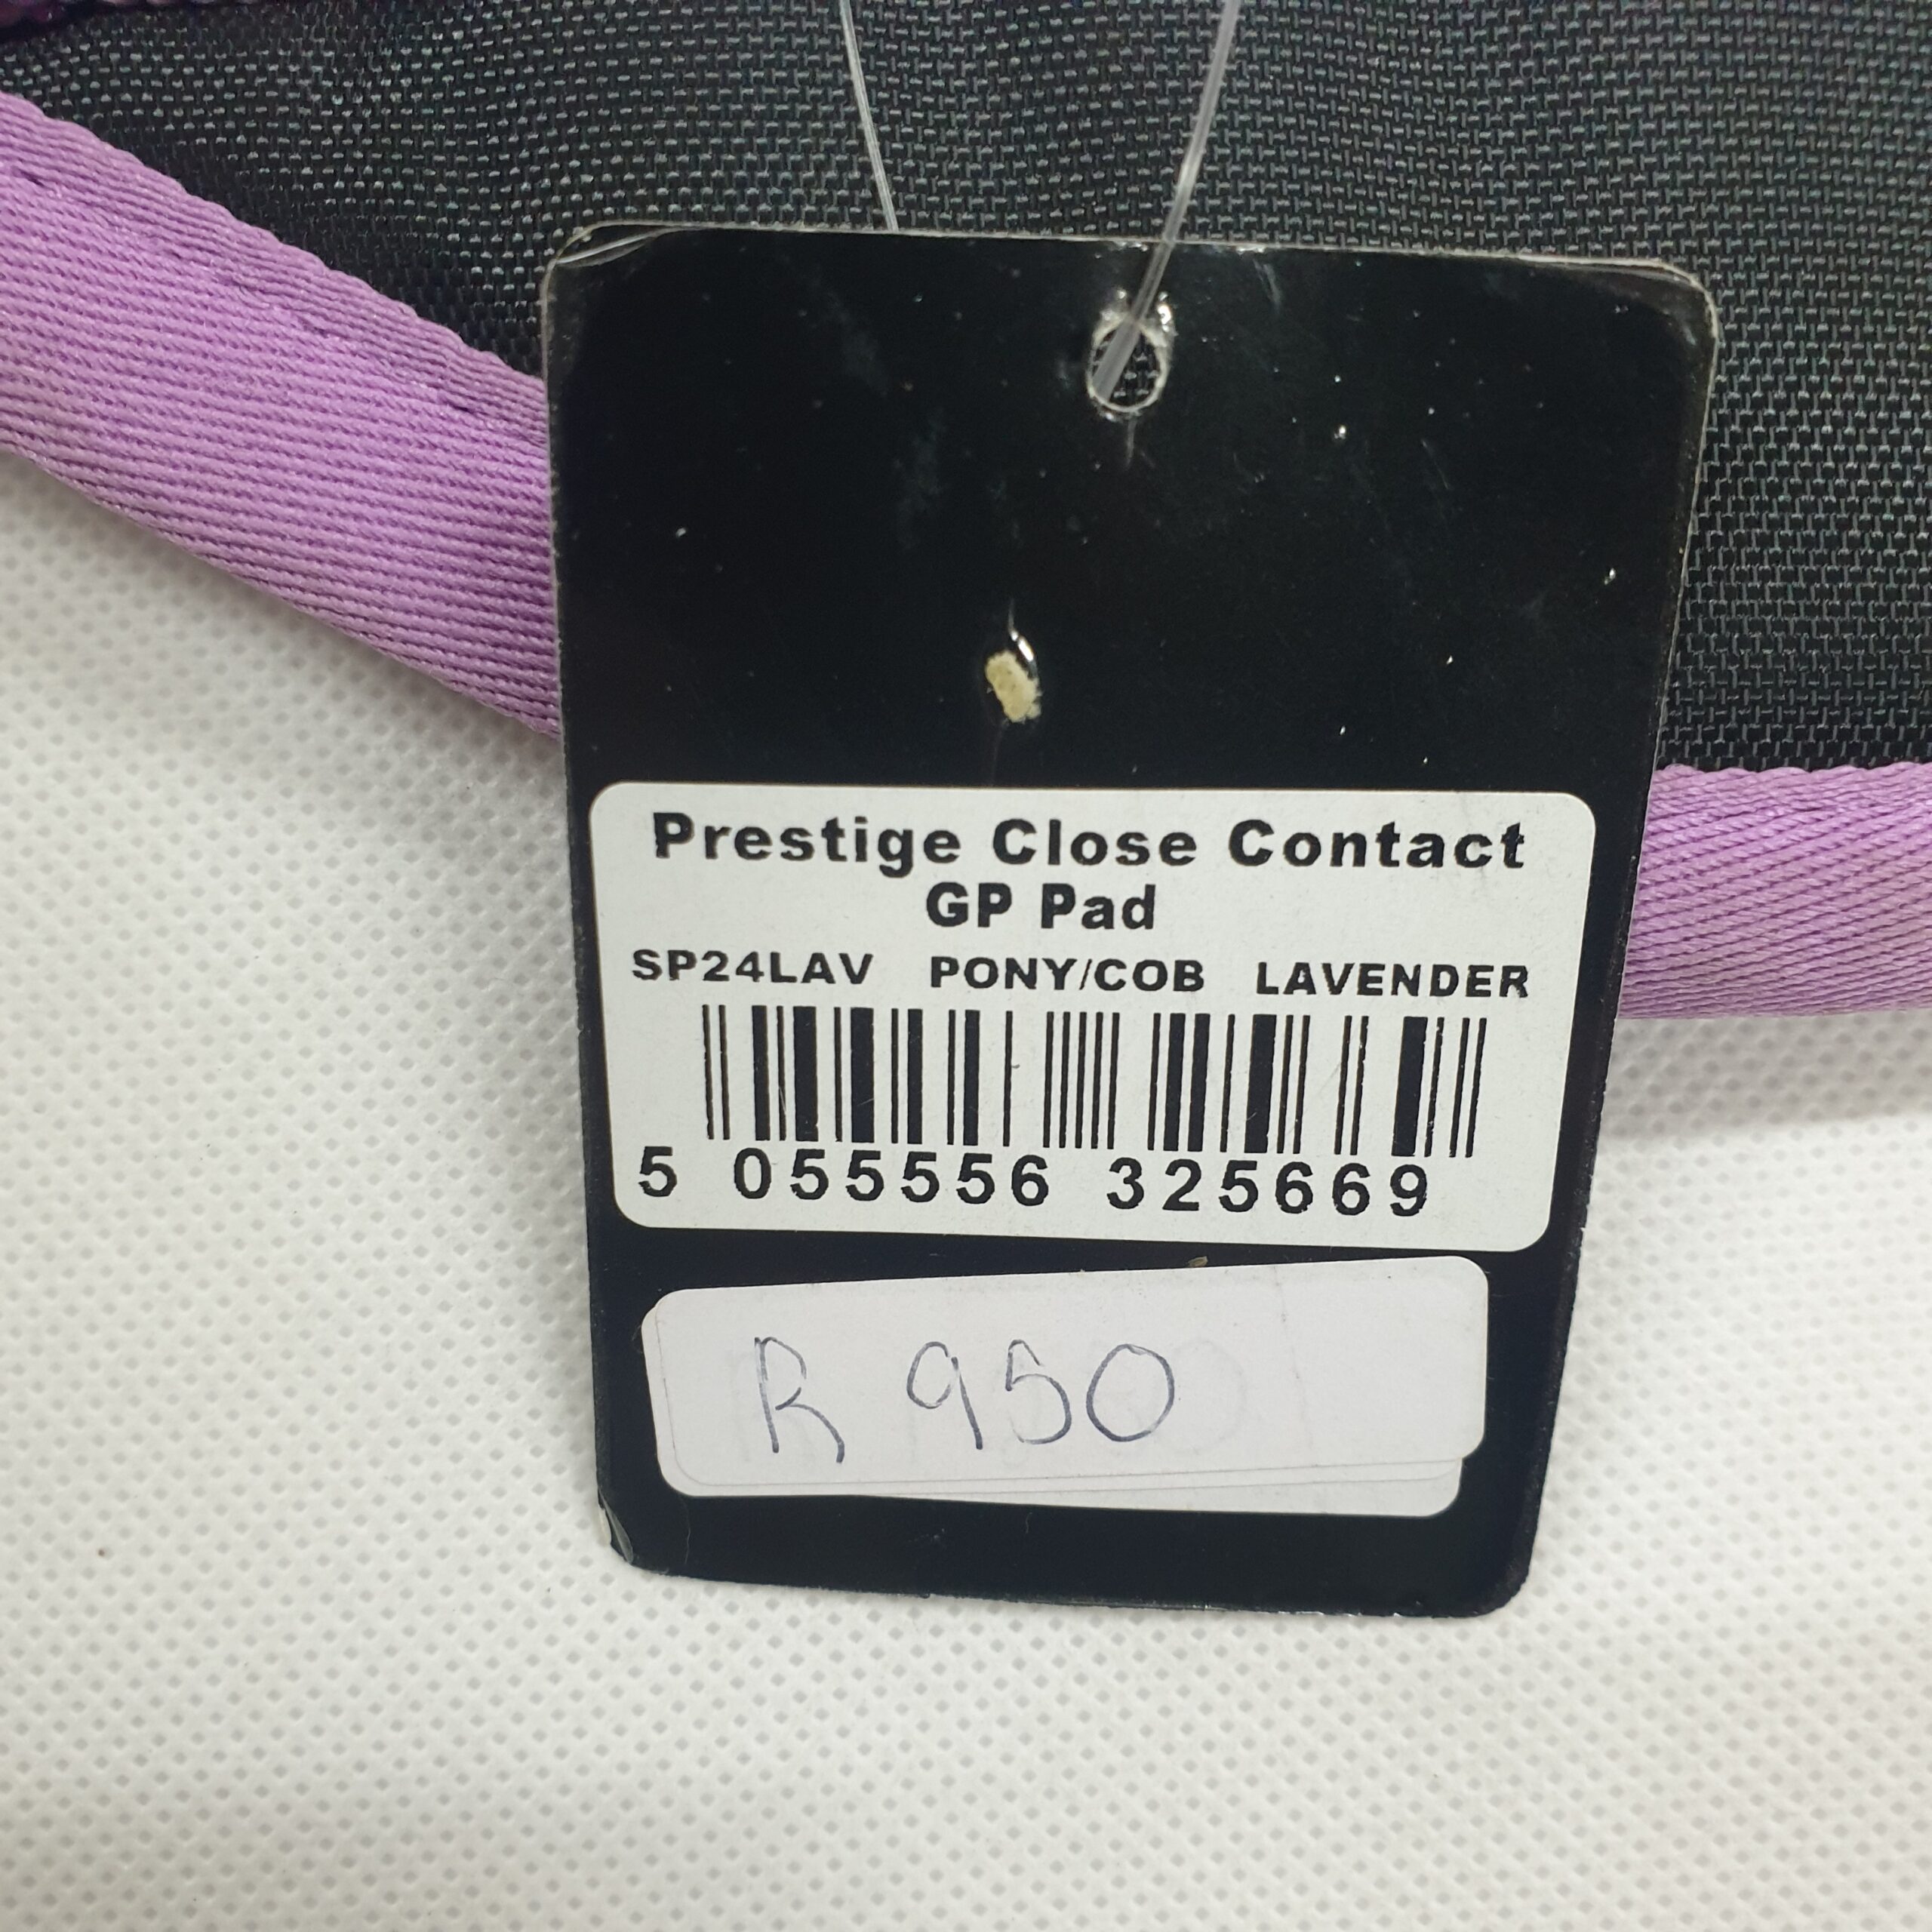 Prestige Close Contact
GP Pad
SP24LAV PONY/COB LAVENDER
5 055556 325669
R 950